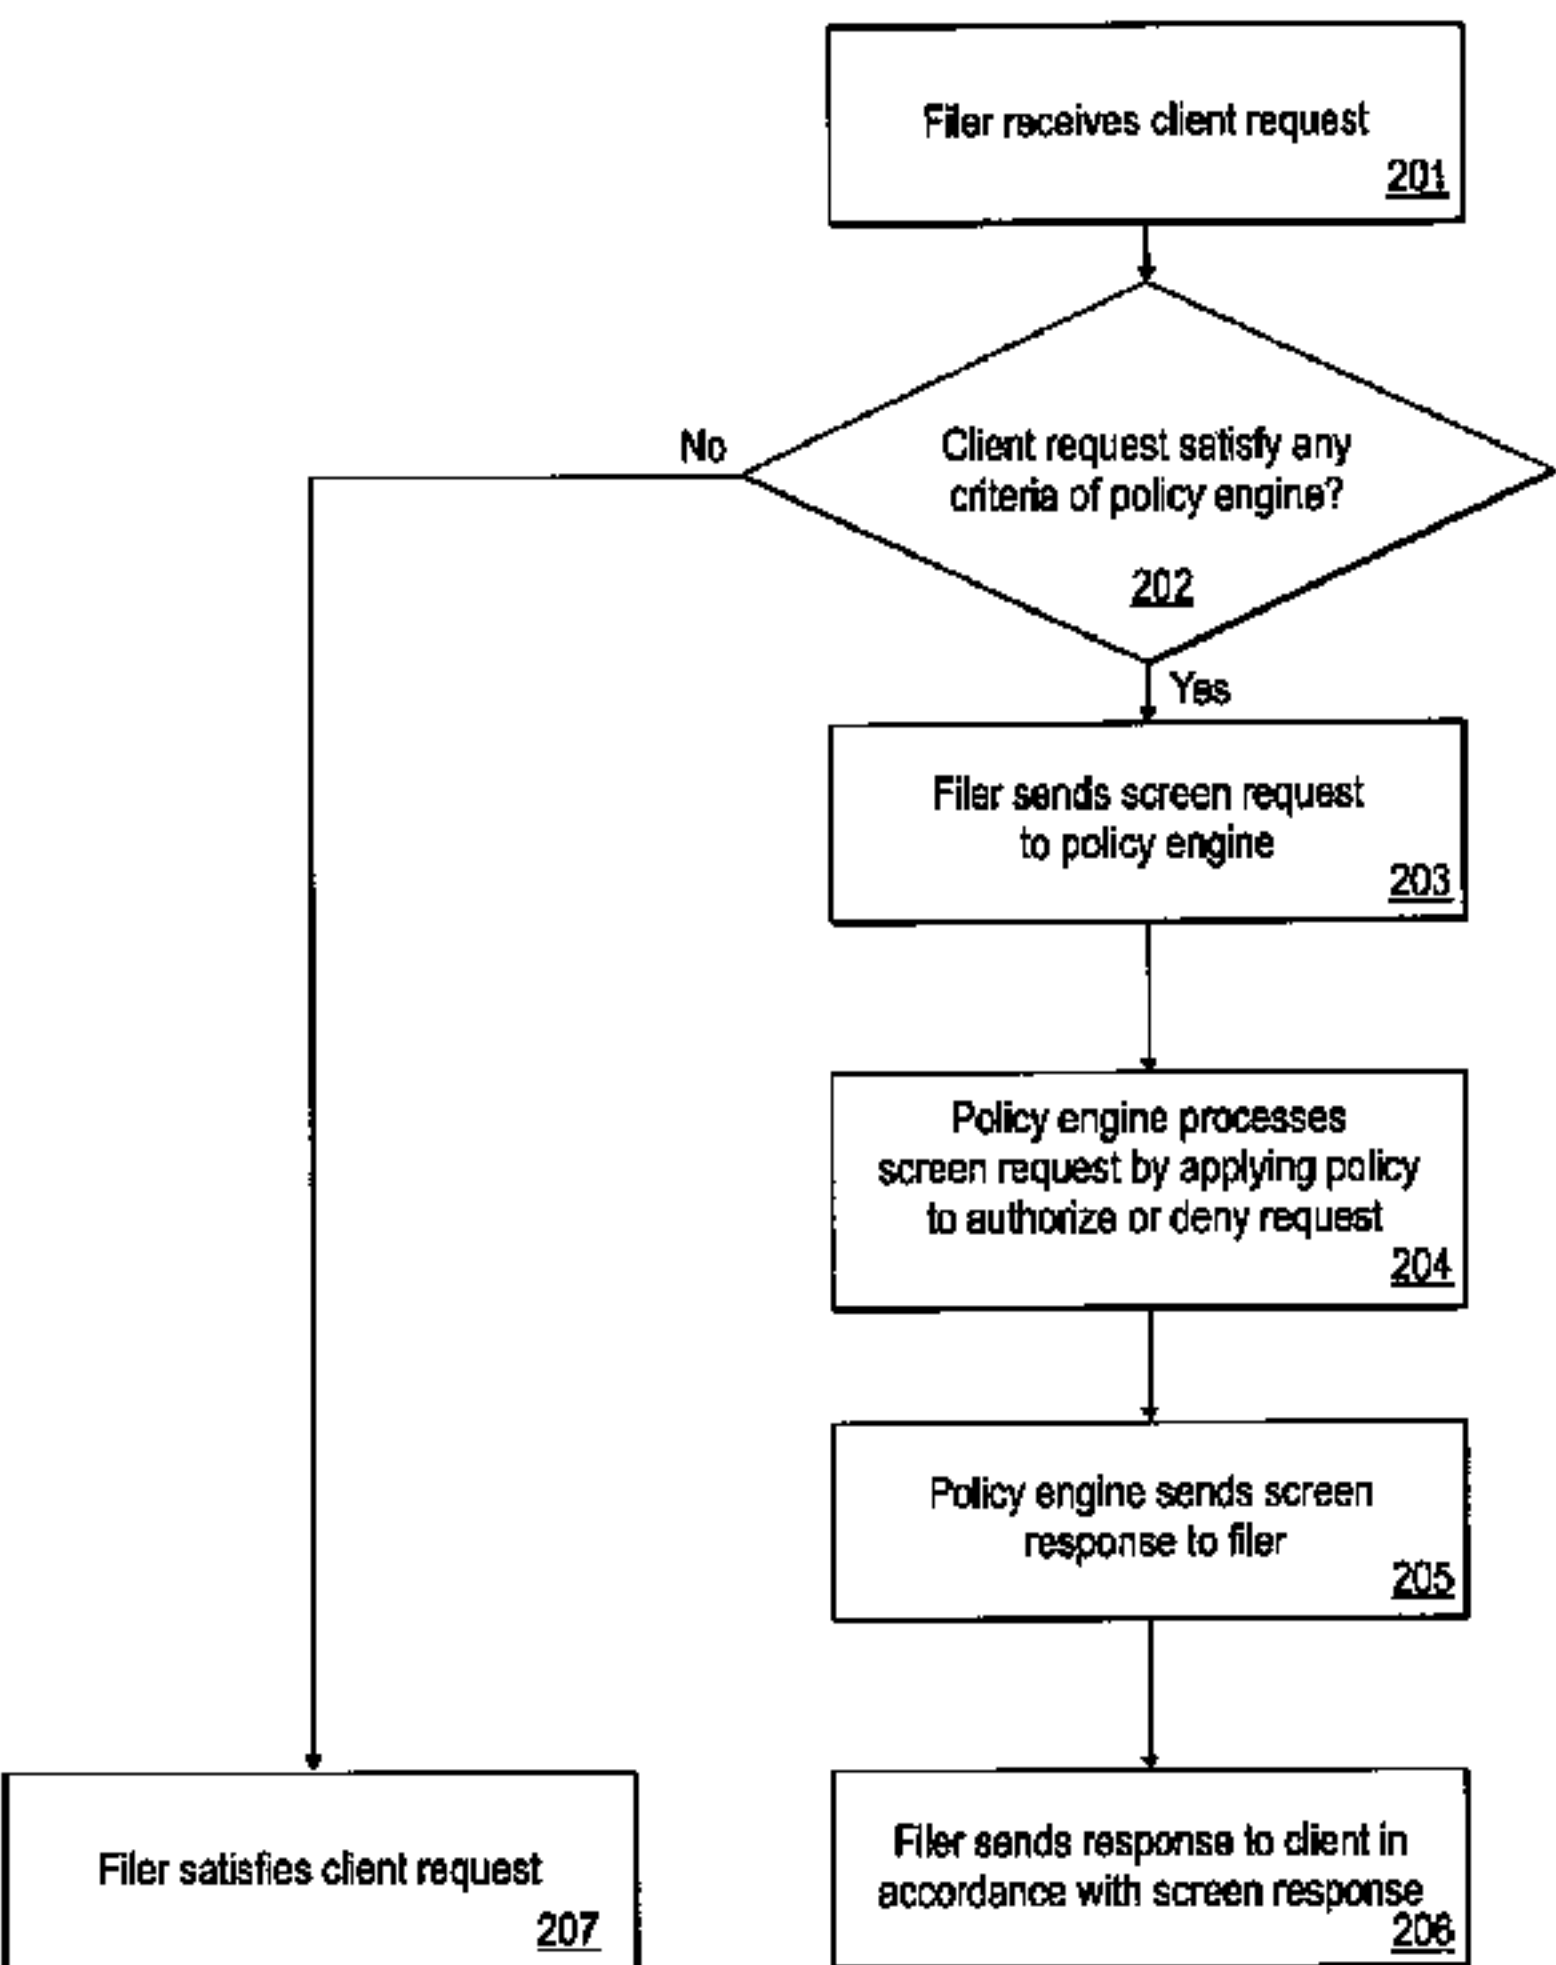 Filer receives client request
201
No
Client request satisfy any
criteria of policy engine?
202
Yes
Filer sends screen request
to policy engine
203
Policy engine processes
screen request by applying policy
to authorize or deny request
204
Policy engine sends screen
response to filer
205
Filer satisfies client request
207
Filer sends response to client in
accordance with screen response
206